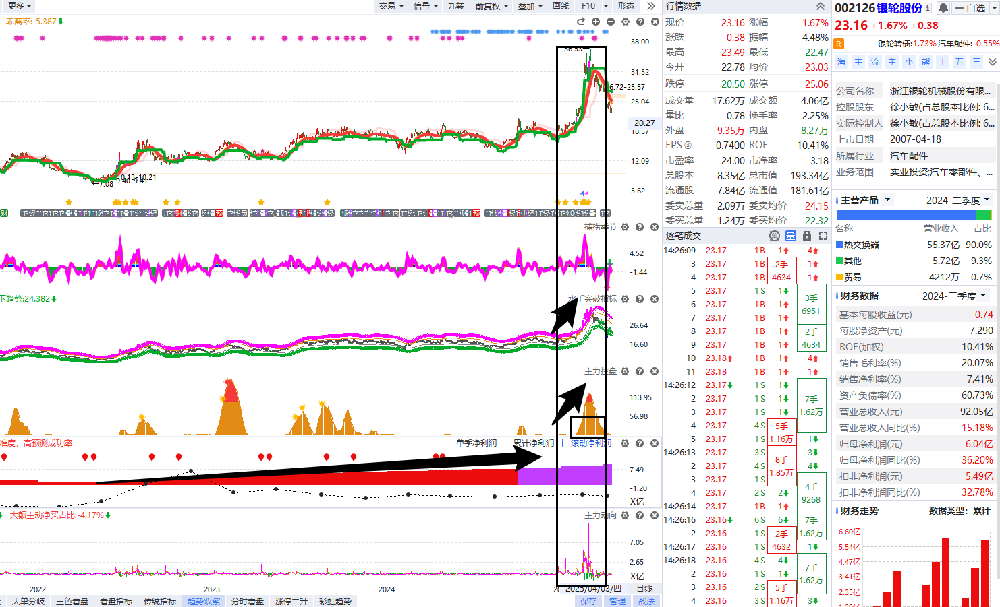 更多
交易 信号 九转 前复权 叠加 画线 F10 形态
乖离率:-5.387
38.00
36.53
31.52
6.72-25.57
25.04
20.27
18.57
12.09
5.62
10.13-10.21
9.40-9.41
7.08
捕捞季节
4.52
-1.44
下趋势:24.382
水手突破指标
26.64
16.60
主力控盘
113.95
56.98
准度，高预测成功率
单季净利润 | 累计净利润 | 滚动净利润
7.49
-1.20
X亿
大额主动净买占比:-4.17%
主力动向
7.05
2.65
X亿
2022 2023 2024 2025/04/03/四 日线
大单分歧 三色看盘 看盘指标 传统指标 趋势双紫 分时看盘 涨停二升 彩虹趋势 保存 管理 战法
行情数据
现价 23.16 涨幅 1.67%
涨跌 0.38 振幅 4.48%
最高 23.49 最低 22.47
今开 22.78 均价 23.03
跌停 20.50 涨停 25.06
成交量 17.62万 成交额 4.06亿
量比 0.78 换手率 2.25%
外盘 9.35万 内盘 8.27万
EPS③ 0.7400 ROE 10.41%
市盈率 24.00 市净率 3.18
总股本 8.35亿 总市值 193.34亿
流通股 7.84亿 流通值 181.61亿
委卖总量 2.09万 委卖均价 24.15
委买总量 1.24万 委买均价 22.32
逐笔成交 单 量
14:26:09 23.17 1B 1 4
3 23.17 1B 2手 1
4 23.17 1B 4634 1
5 23.17 1S 1 3手
6 23.17 1B 1 6951
7 23.17 1B 1
8 23.17 1B 1 2手
9 23.17 1B 1 4634
10 23.18 1B 1 4
11 23.18 1B 1 1
14:26:12 23.17 1S 1
2 23.17 1S 1 7手
3 23.17 1S 1 1.62万
4 23.17 4S 5手
5 23.17 1S 1.16万 1
14:26:13 23.17 3S 8手 3
2 23.17 4S 1.85万 4
3 23.17 1S 4手
4 23.17 2S 2 9268
14:26:14 23.17 1B 1
14:26:16 23.16 6S 6 7手
2 23.16 1S 2手 1.62万
14:26:17 23.16 1S 4632 1
14:26:18 23.16 4S 4 7手
2 23.16 1S 1 1.62万
3 23.16 2S 5手
4 23.16 3S 1.16万 3
002126银轮股份 自选
23.16 +1.67% +0.38
R 银轮转债:1.73% 汽车配件: 0.55%
海 主 流 主 小 熊 十 五 三
公司名称 浙江银轮机械股份有限...
控股股东 徐小敏(占总股本比例: 6...
实际控制人 徐小敏(占总股本比例: 6...
上市日期 2007-04-18
所属行业 汽车配件
业务范围 实业投资;汽车零部件、...
主营产品 2024-二季度
名称 营业收入 占比
热交换器 55.37亿 90.0%
其他 5.72亿 9.3%
贸易 4212万 0.7%
财务数据 2024-三季度
基本每股收益(元) 0.74
每股净资产(元) 7.290
ROE(加权) 10.41%
销售毛利率(%) 20.07%
销售净利率(%) 7.41%
资产负债率(%) 60.73%
营业总收入(元) 92.05亿
营业总收入同比(%) 15.18%
归母净利润(元) 6.04亿
归母净利润同比(%) 36.20%
扣非净利润(元) 5.49亿
扣非净利润同比(%) 32.78%
财务走势 数据类型: 累计
6.60亿
5.54亿
4.47亿
3.41亿
2.35亿